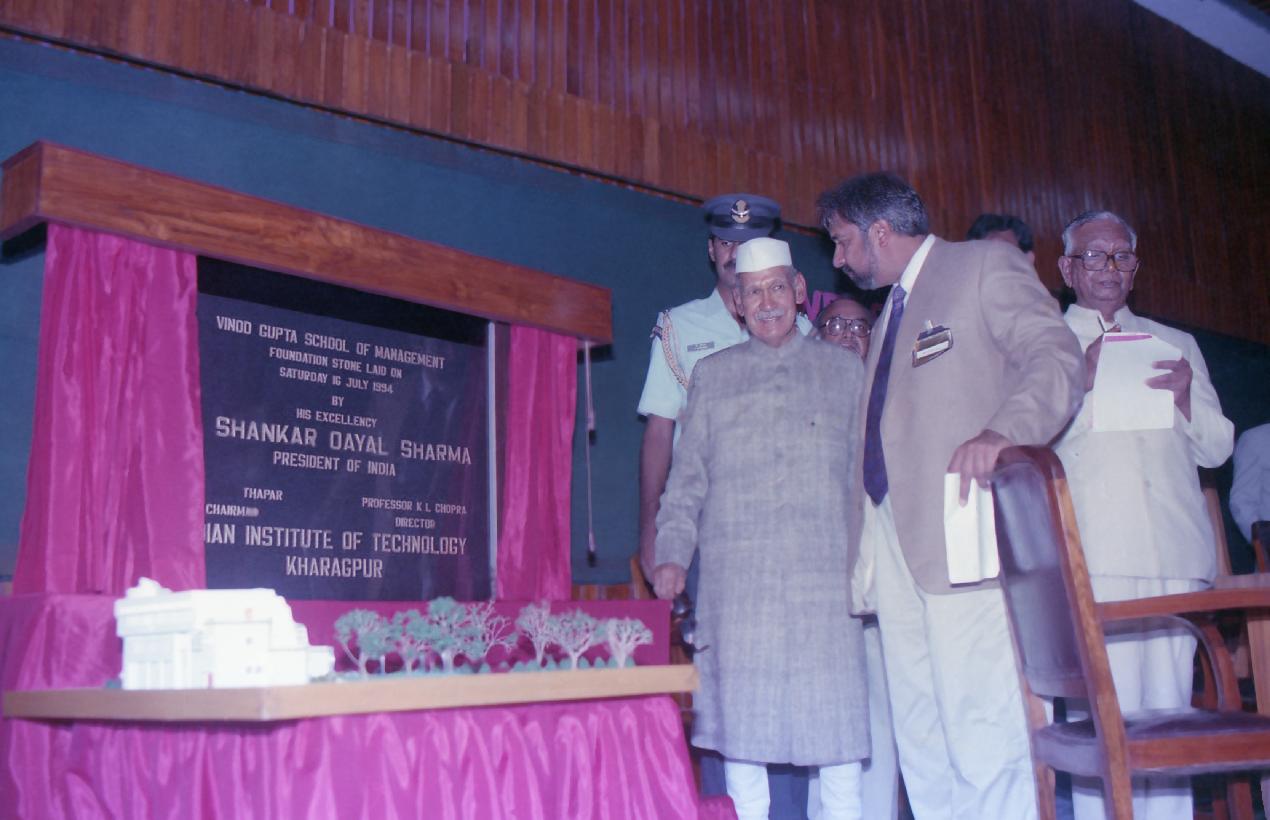 VINOD GUPTA SCHOOL OF MANAGEMENT
FOUNDATION STONE LAID ON
SATURDAY 16 JULY 1994
BY
HIS EXCELLENCY
SHANKAR DAYAL SHARMA
PRESIDENT OF INDIA
THAPAR PROFESSOR K L CHOPRA
CHAIRM DIRECTOR
IAN INSTITUTE OF TECHNOLOGY
KHARAGPUR